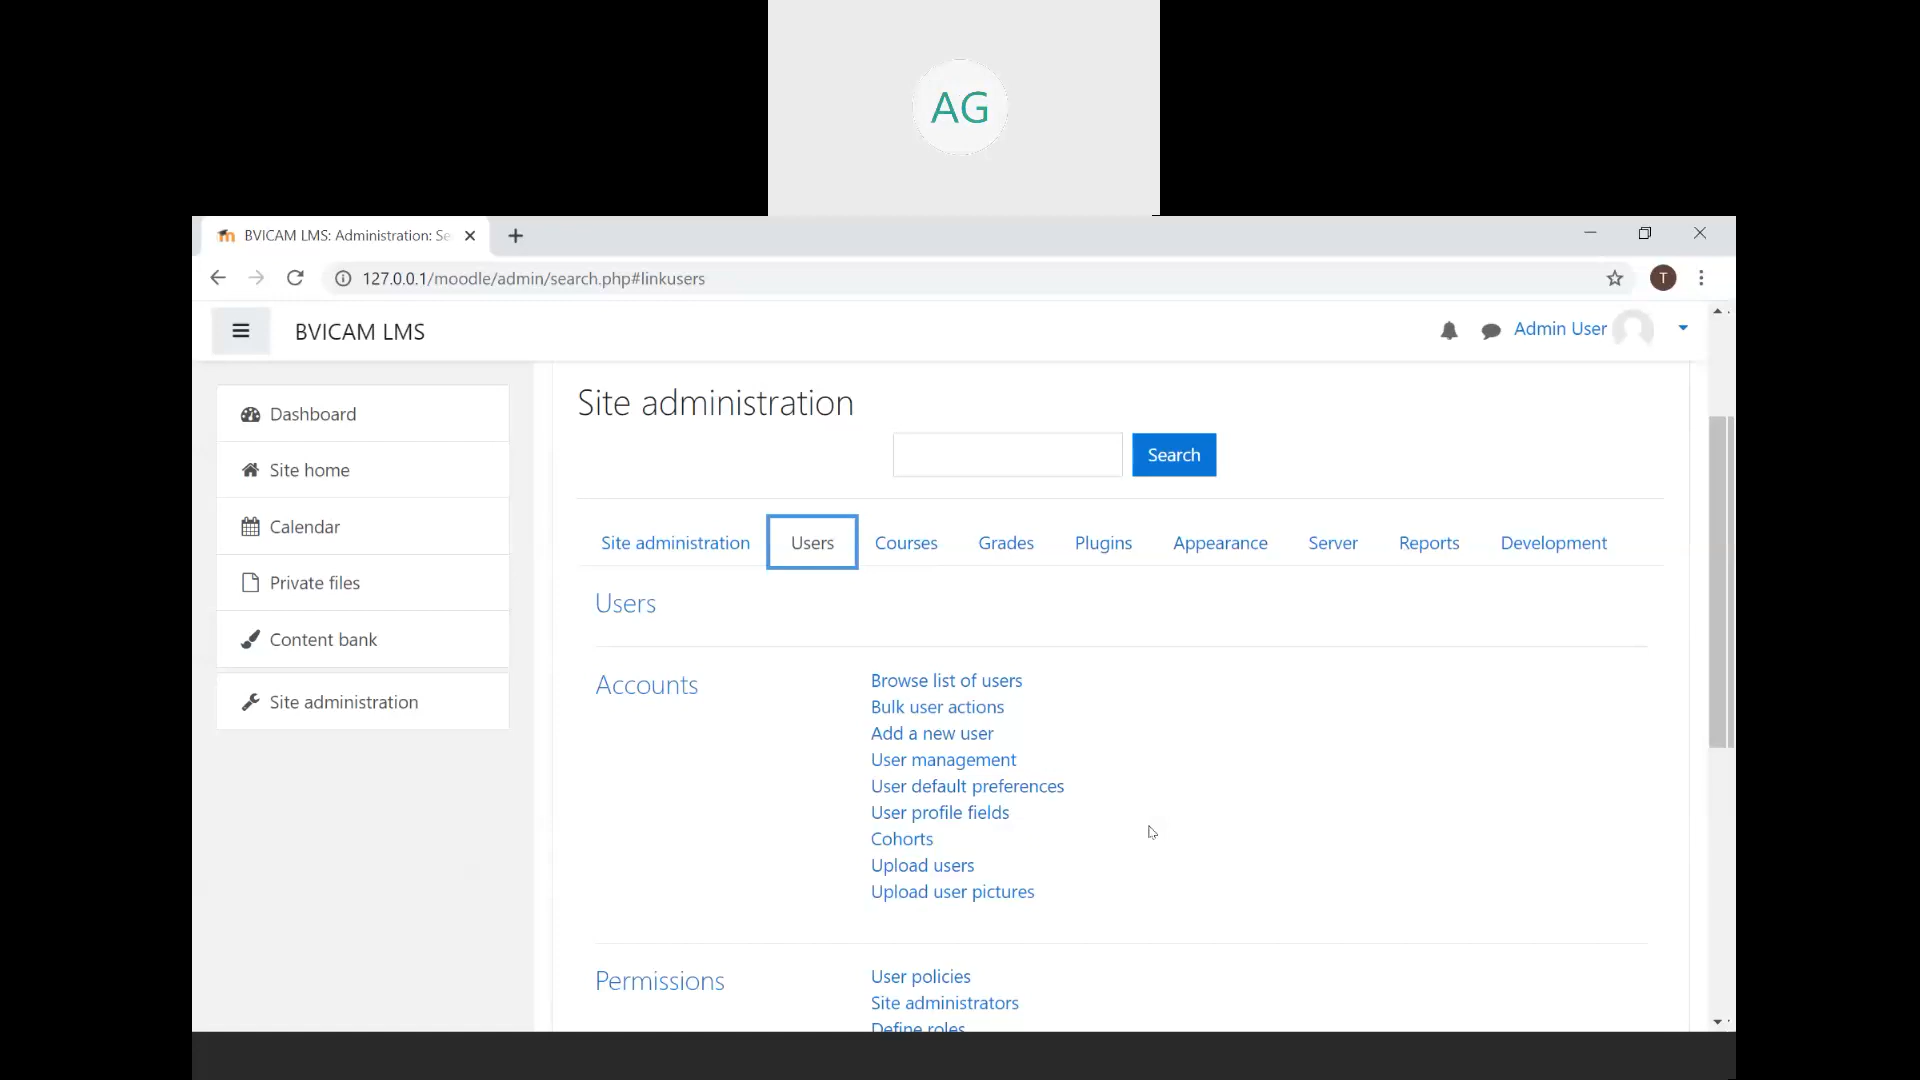 AG
BVICAM LMS: Administration: Se
127.0.0.1/moodle/admin/search.php#linkusers
T
BVICAM LMS
Admin User
Dashboard
Site home
Calendar
Private files
Content bank
Site administration
Site administration
Search
Site administration Users Courses Grades Plugins Appearance Server Reports Development
Users
Accounts
Browse list of users
Bulk user actions
Add a new user
User management
User default preferences
User profile fields
Cohorts
Upload users
Upload user pictures
Permissions
User policies
Site administrators
Define roles